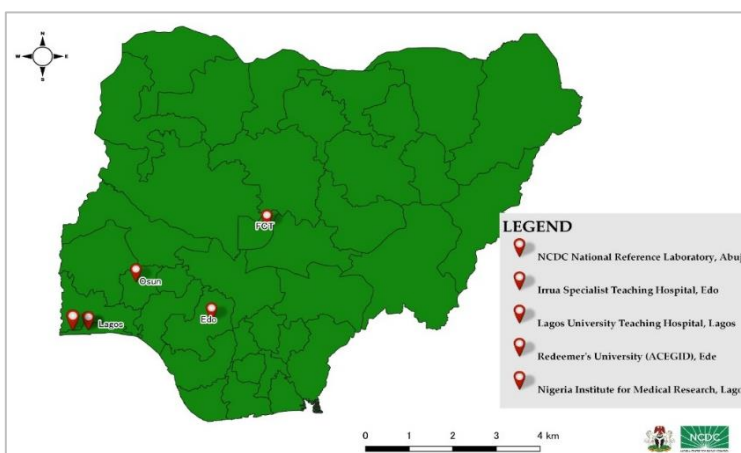 N
W
E
S
FCT
Osun
Edo
Lagos
LEGEND
NCDC National Reference Laboratory, Abuj
Irrua Specialist Teaching Hospital, Edo
Lagos University Teaching Hospital, Lagos
Redeemer's University (ACEGID), Ede
Nigeria Institute for Medical Research, Lago
0 1 2 3 4 km
NCDC